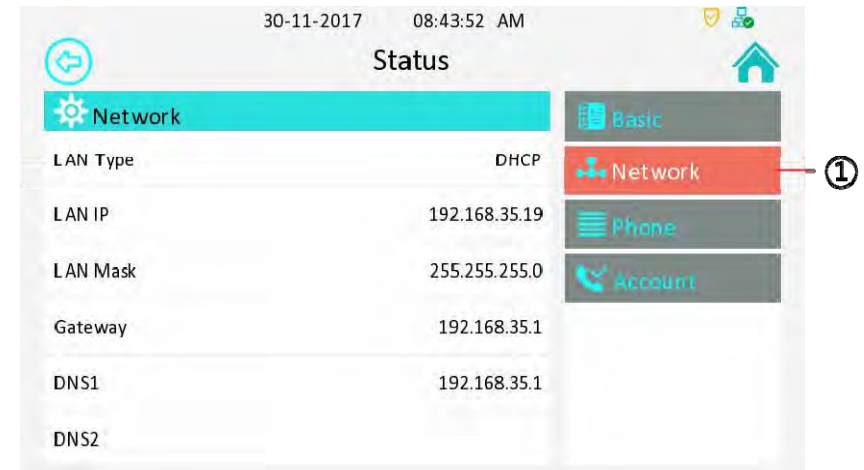 30-11-2017 08:43:52 AM
Status
Network
LAN Type DHCP
LAN IP 192.168.35.19
LAN Mask 255.255.255.0
Gateway 192.168.35.1
DNS1 192.168.35.1
DNS2
Basic
Network
①
Phone
Account